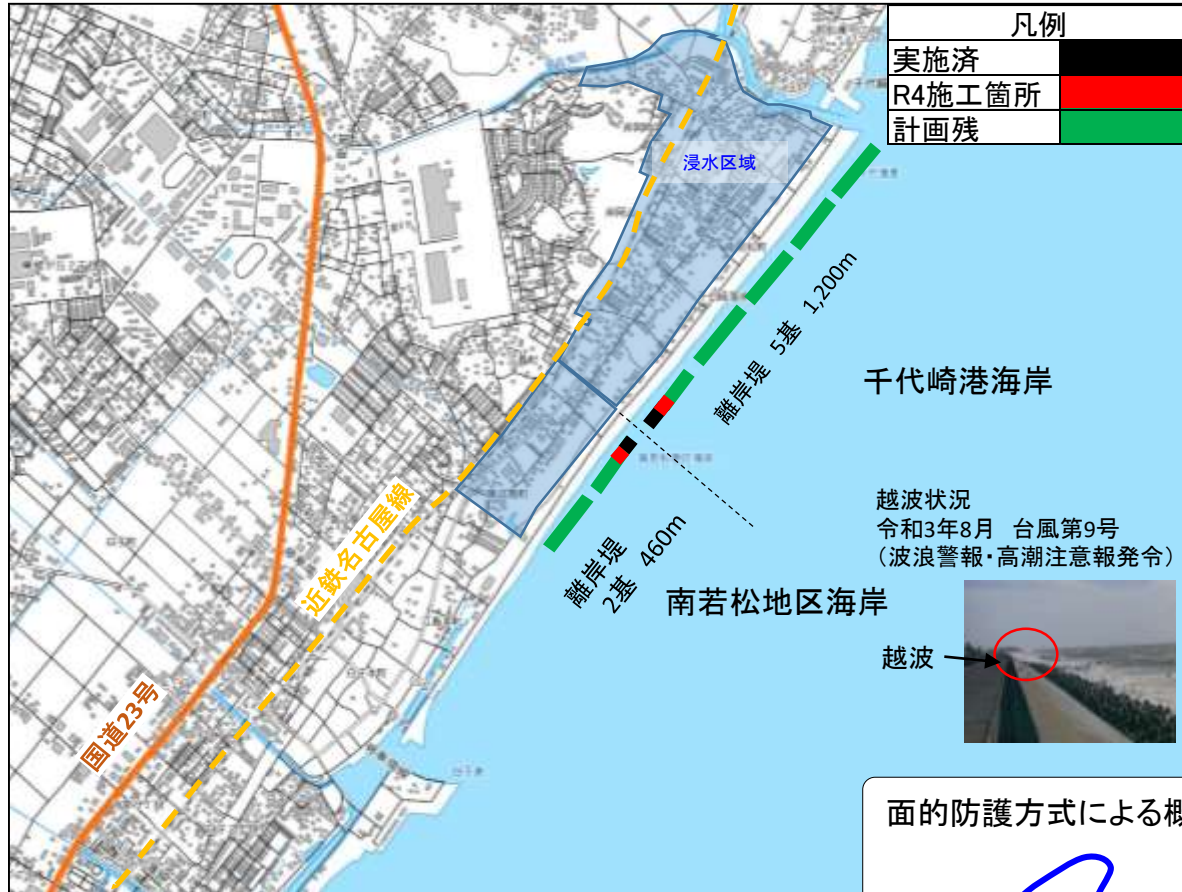 凡例
実施済
R4施工箇所
計画残
浸水区域
離岸堤 5基 1,200m
千代崎港海岸
越波状況
令和3年8月 台風第9号
（波浪警報・高潮注意報発令）
離岸堤
2基 460m
南若松地区海岸
越波
近鉄名古屋線
国道23号
面的防護方式による概